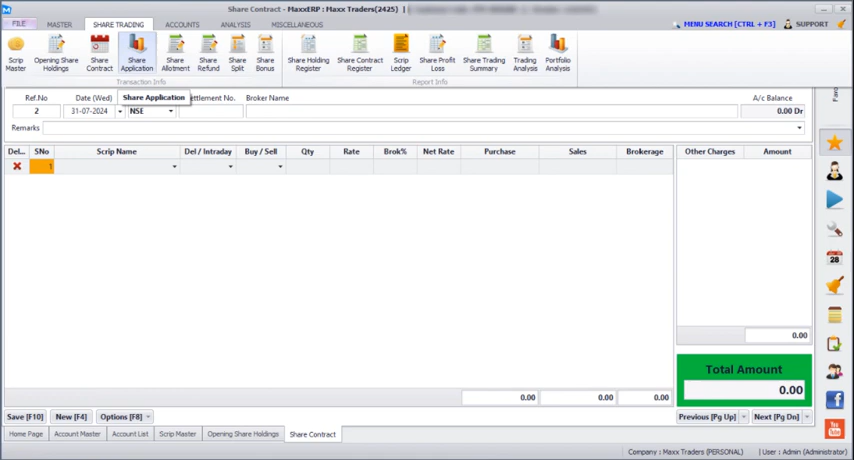 Share Contract - MaxxERP : Maxx Traders(2425) |
FILE MASTER SHARE TRADING ACCOUNTS ANALYSIS MISCELLANEOUS
MENU SEARCH [CTRL + F3] SUPPORT
Scrip Master
Opening Share Holdings
Share Contract
Share Application
Share Allotment
Share Refund
Share Split
Share Bonus
Share Holding Register
Share Contract Register
Scrip Ledger
Share Profit Loss
Share Trading Summary
Trading Analysis
Portfolio Analysis
Transaction Info Report Info
Share Application
Ref.No Date (Wed) ettlement No. Broker Name A/c Balance
2 31-07-2024 NSE 0.00 Dr
Remarks
Favo
Del... SNo Scrip Name Del / Intraday Buy / Sell Qty Rate Brok% Net Rate Purchase Sales Brokerage Other Charges Amount
1
28
0.00
Total Amount
0.00
0.00 0.00 0.00
Save [F10] New [F4] Options [F8] Previous [Pg Up] Next [Pg Dn]
Home Page Account Master Account List Scrip Master Opening Share Holdings Share Contract
Company : Maxx Traders (PERSONAL) User : Admin (Administrator)